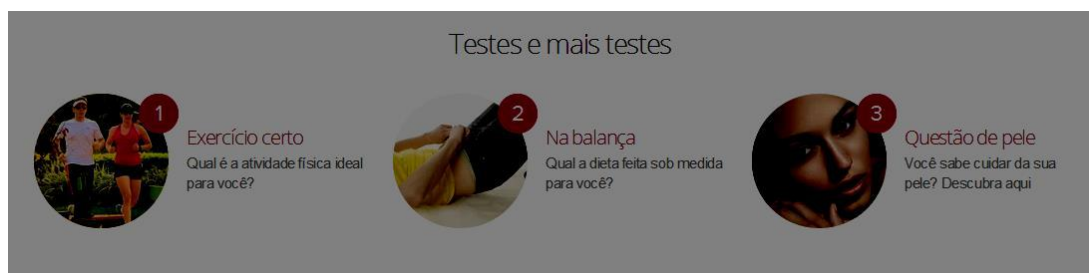 Testes e mais testes
1
Exercício certo
Qual é a atividade física ideal
para você?
2
Na balança
Qual a dieta feita sob medida
para você?
3
Questão de pele
Você sabe cuidar da sua
pele? Descubra aqui